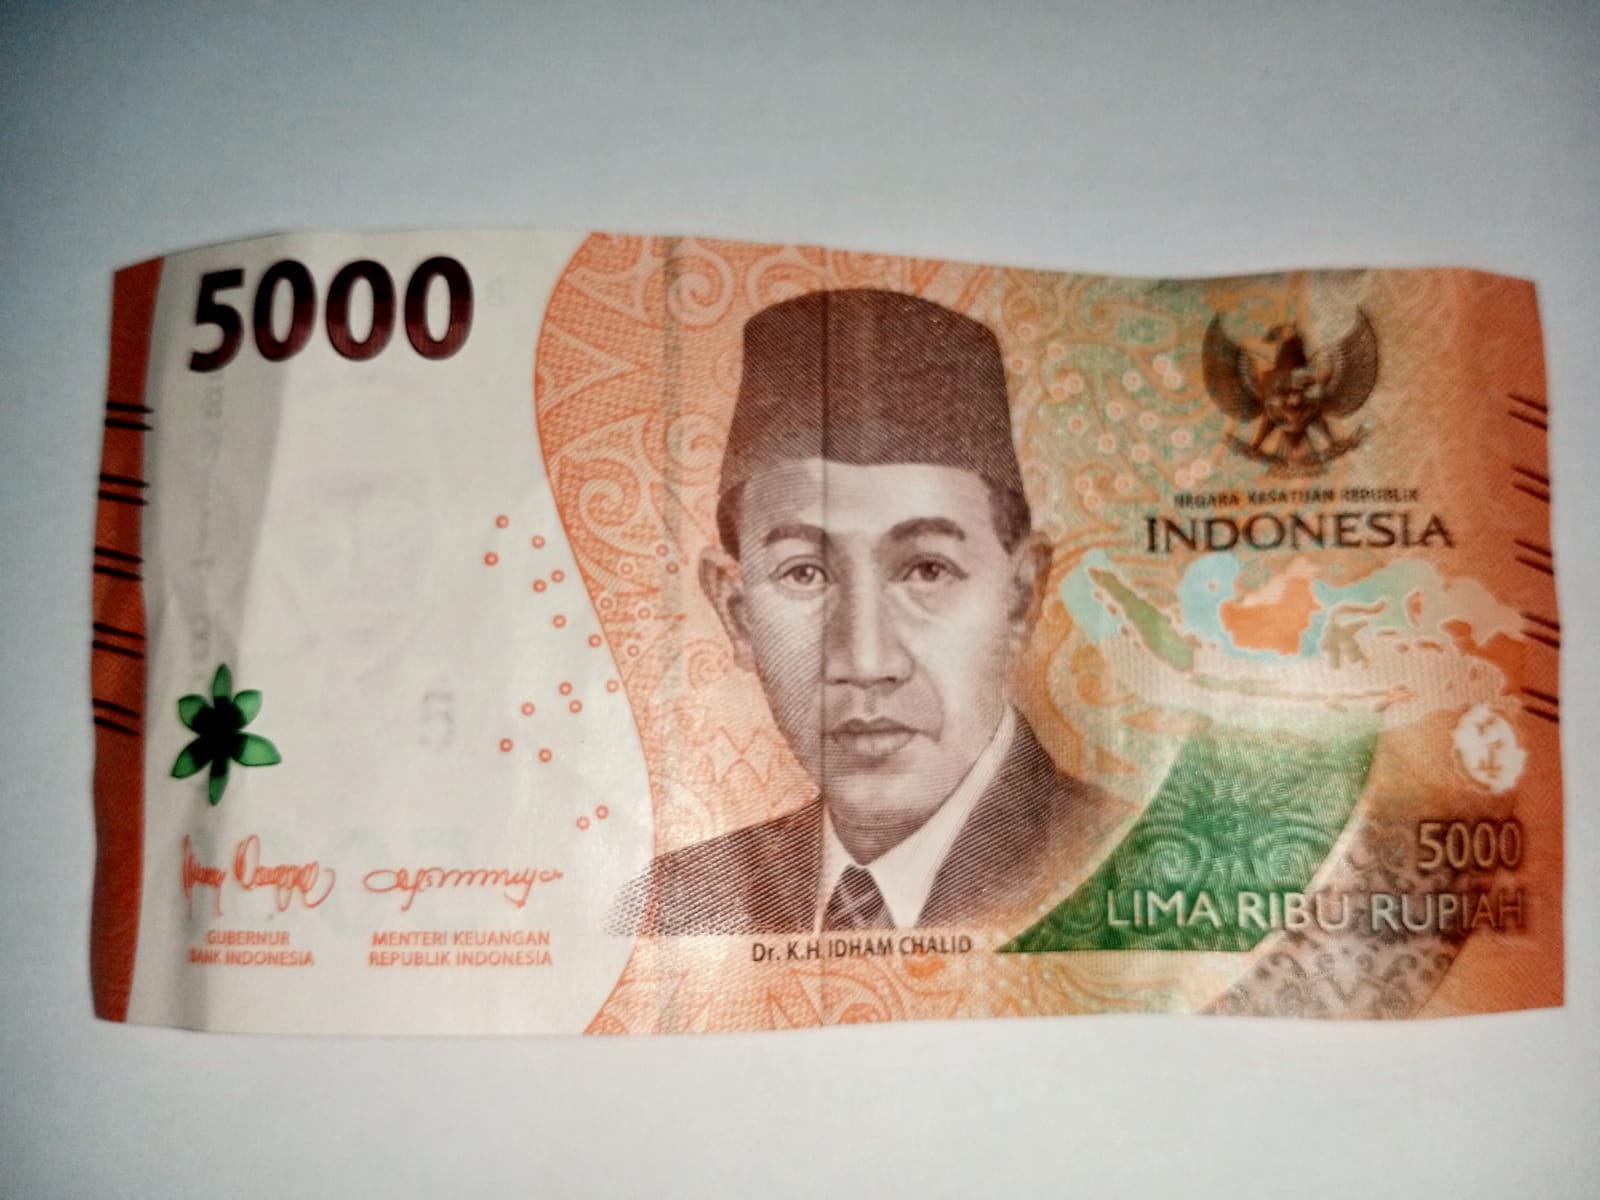 5000
NEGARA KESATUAN REPUBLIK
INDONESIA
5000
LIMA RIBU RUPIAH
GUBERNUR
BANK INDONESIA
MENTERI KEUANGAN
REPUBLIK INDONESIA
Dr. K.H. IDHAM CHALID